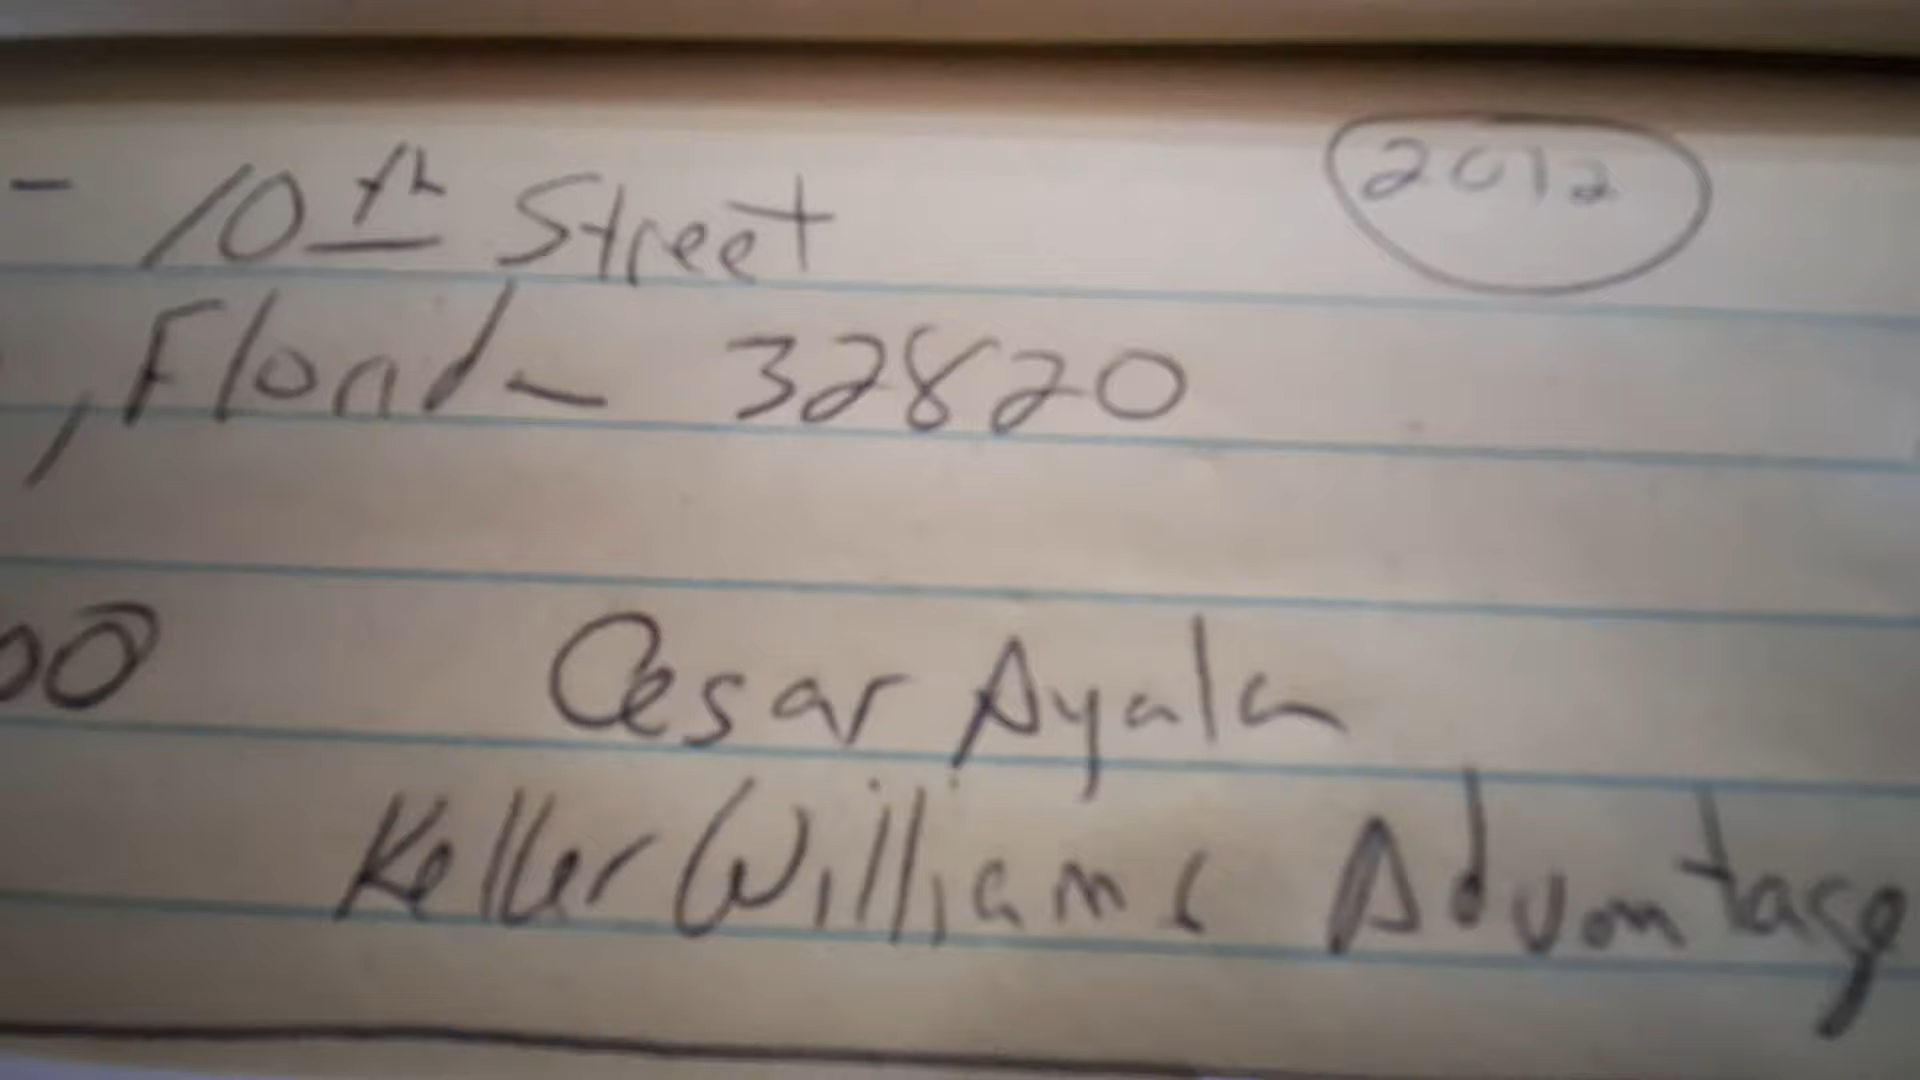 - 10th Street 2012
, Florida 32820
00 Cesar Ayala
Keller Williams Advantage